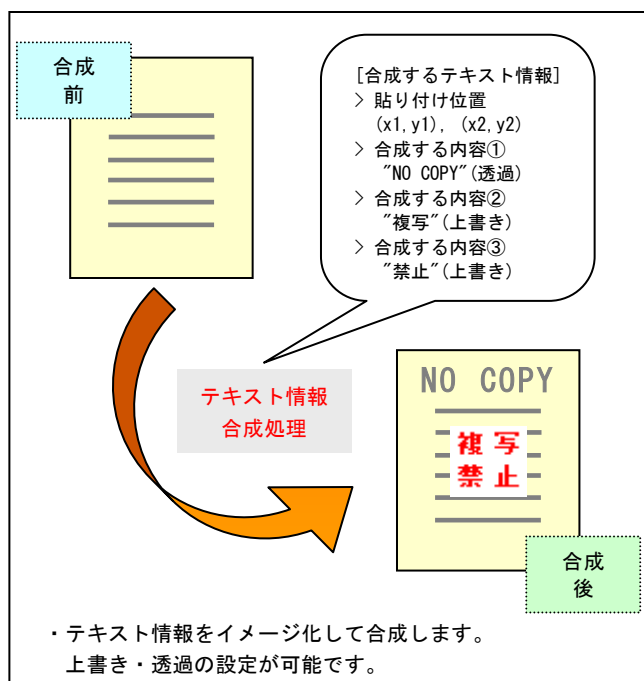 合成
前
[合成するテキスト情報]
> 貼り付け位置
(x1,y1), (x2,y2)
> 合成する内容①
"NO COPY"(透過)
> 合成する内容②
"複写"(上書き)
> 合成する内容③
"禁止"(上書き)
テキスト情報
合成処理
NO COPY
複写
禁止
合成
後
・テキスト情報をイメージ化して合成します。
上書き・透過の設定が可能です。